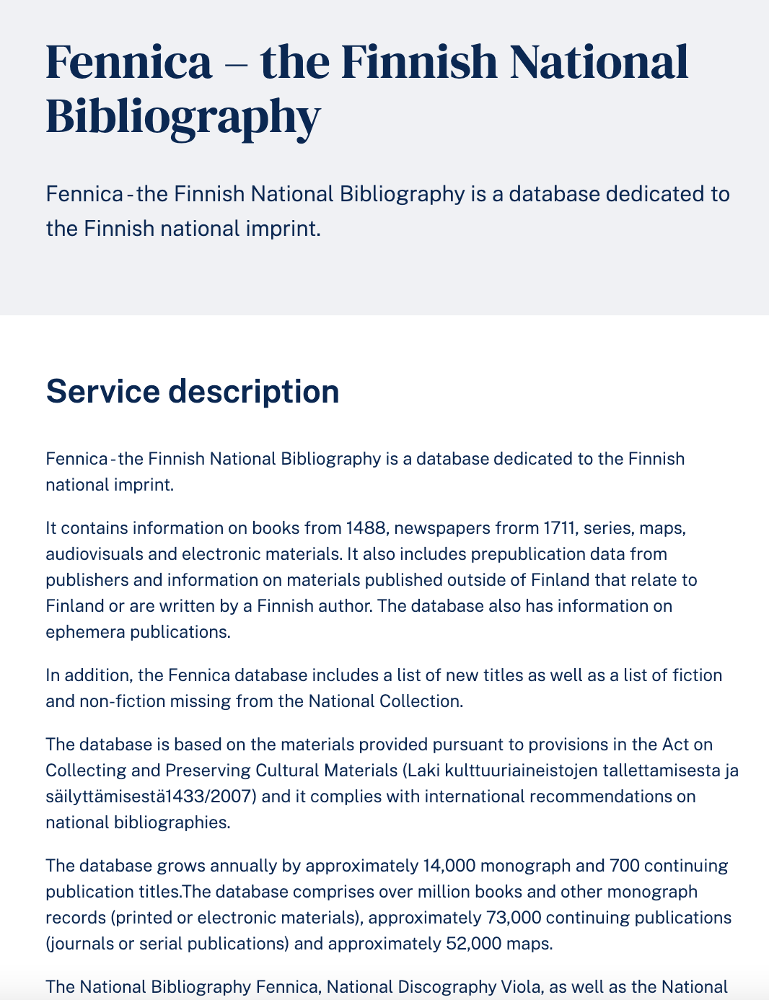 Fennica – the Finnish National
Bibliography
Fennica - the Finnish National Bibliography is a database dedicated to
the Finnish national imprint.
Service description
Fennica - the Finnish National Bibliography is a database dedicated to the Finnish
national imprint.
It contains information on books from 1488, newspapers frorm 1711, series, maps,
audiovisuals and electronic materials. It also includes prepublication data from
publishers and information on materials published outside of Finland that relate to
Finland or are written by a Finnish author. The database also has information on
ephemera publications.
In addition, the Fennica database includes a list of new titles as well as a list of fiction
and non-fiction missing from the National Collection.
The database is based on the materials provided pursuant to provisions in the Act on
Collecting and Preserving Cultural Materials (Laki kulttuuriaineistojen tallettamisesta ja
säilyttämisestä1433/2007) and it complies with international recommendations on
national bibliographies.
The database grows annually by approximately 14,000 monograph and 700 continuing
publication titles.The database comprises over million books and other monograph
records (printed or electronic materials), approximately 73,000 continuing publications
(journals or serial publications) and approximately 52,000 maps.
The National Bibliography Fennica, National Discography Viola, as well as the National